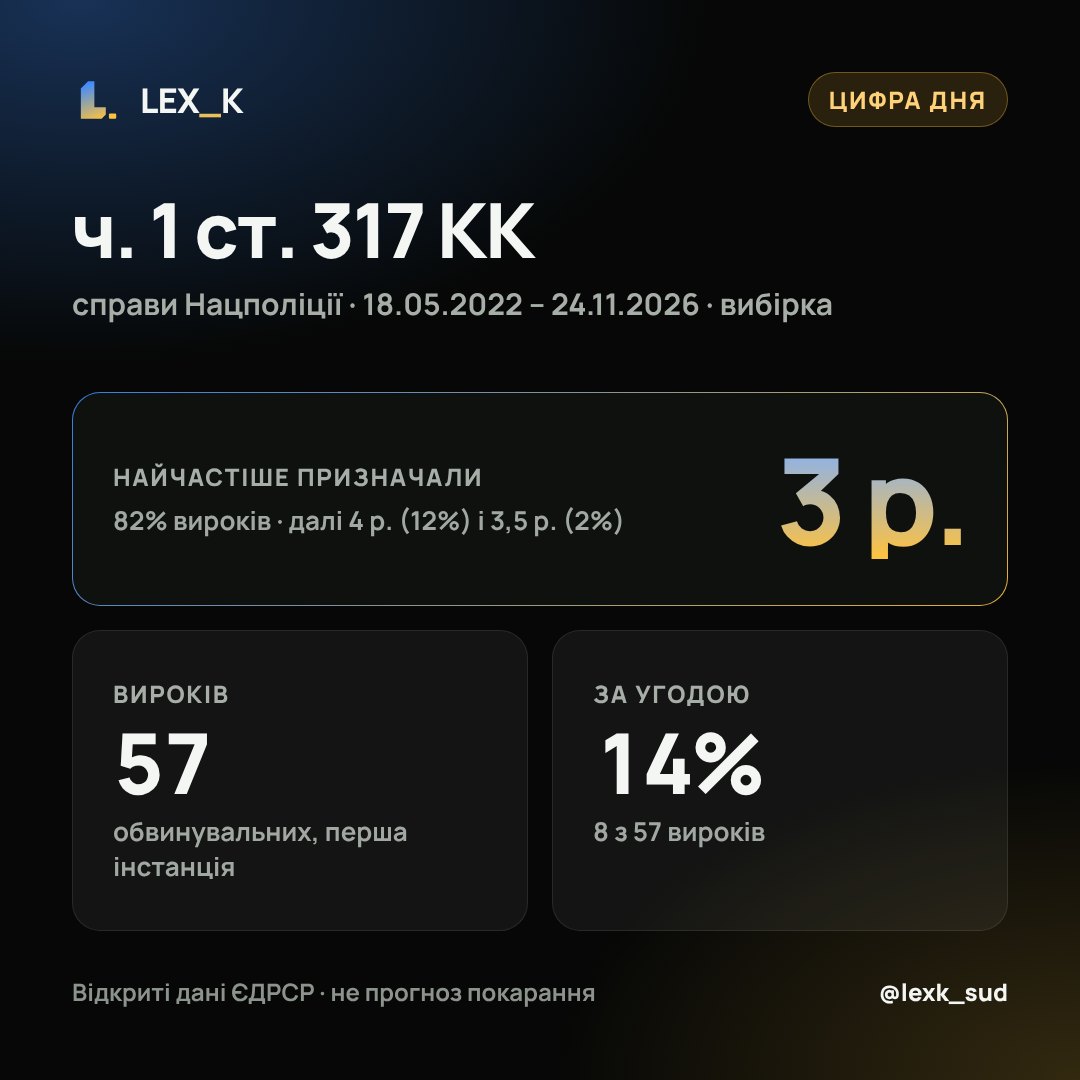 LEX_K
ЦИФРА ДНЯ
ч. 1 ст. 317 КК
справи Нацполіції · 18.05.2022 – 24.11.2026 · вибірка
НАЙЧАСТІШЕ ПРИЗНАЧАЛИ
82% вироків · далі 4 р. (12%) і 3,5 р. (2%)
3 р.
ВИРОКІВ
57
обвинувальних, перша
інстанція
ЗА УГОДОЮ
14%
8 з 57 вироків
Відкриті дані ЄДРСР · не прогноз покарання
@lexk_sud